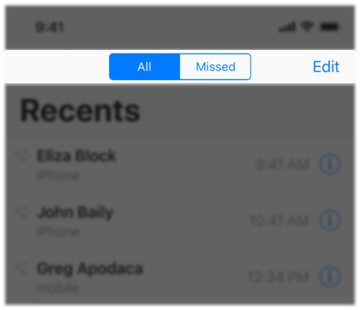 9:41
All Missed Edit
Recents
Eliza Block
iPhone
9:41 AM
John Baily
iPhone
10:41 AM
Greg Apodaca
mobile
12:34 PM